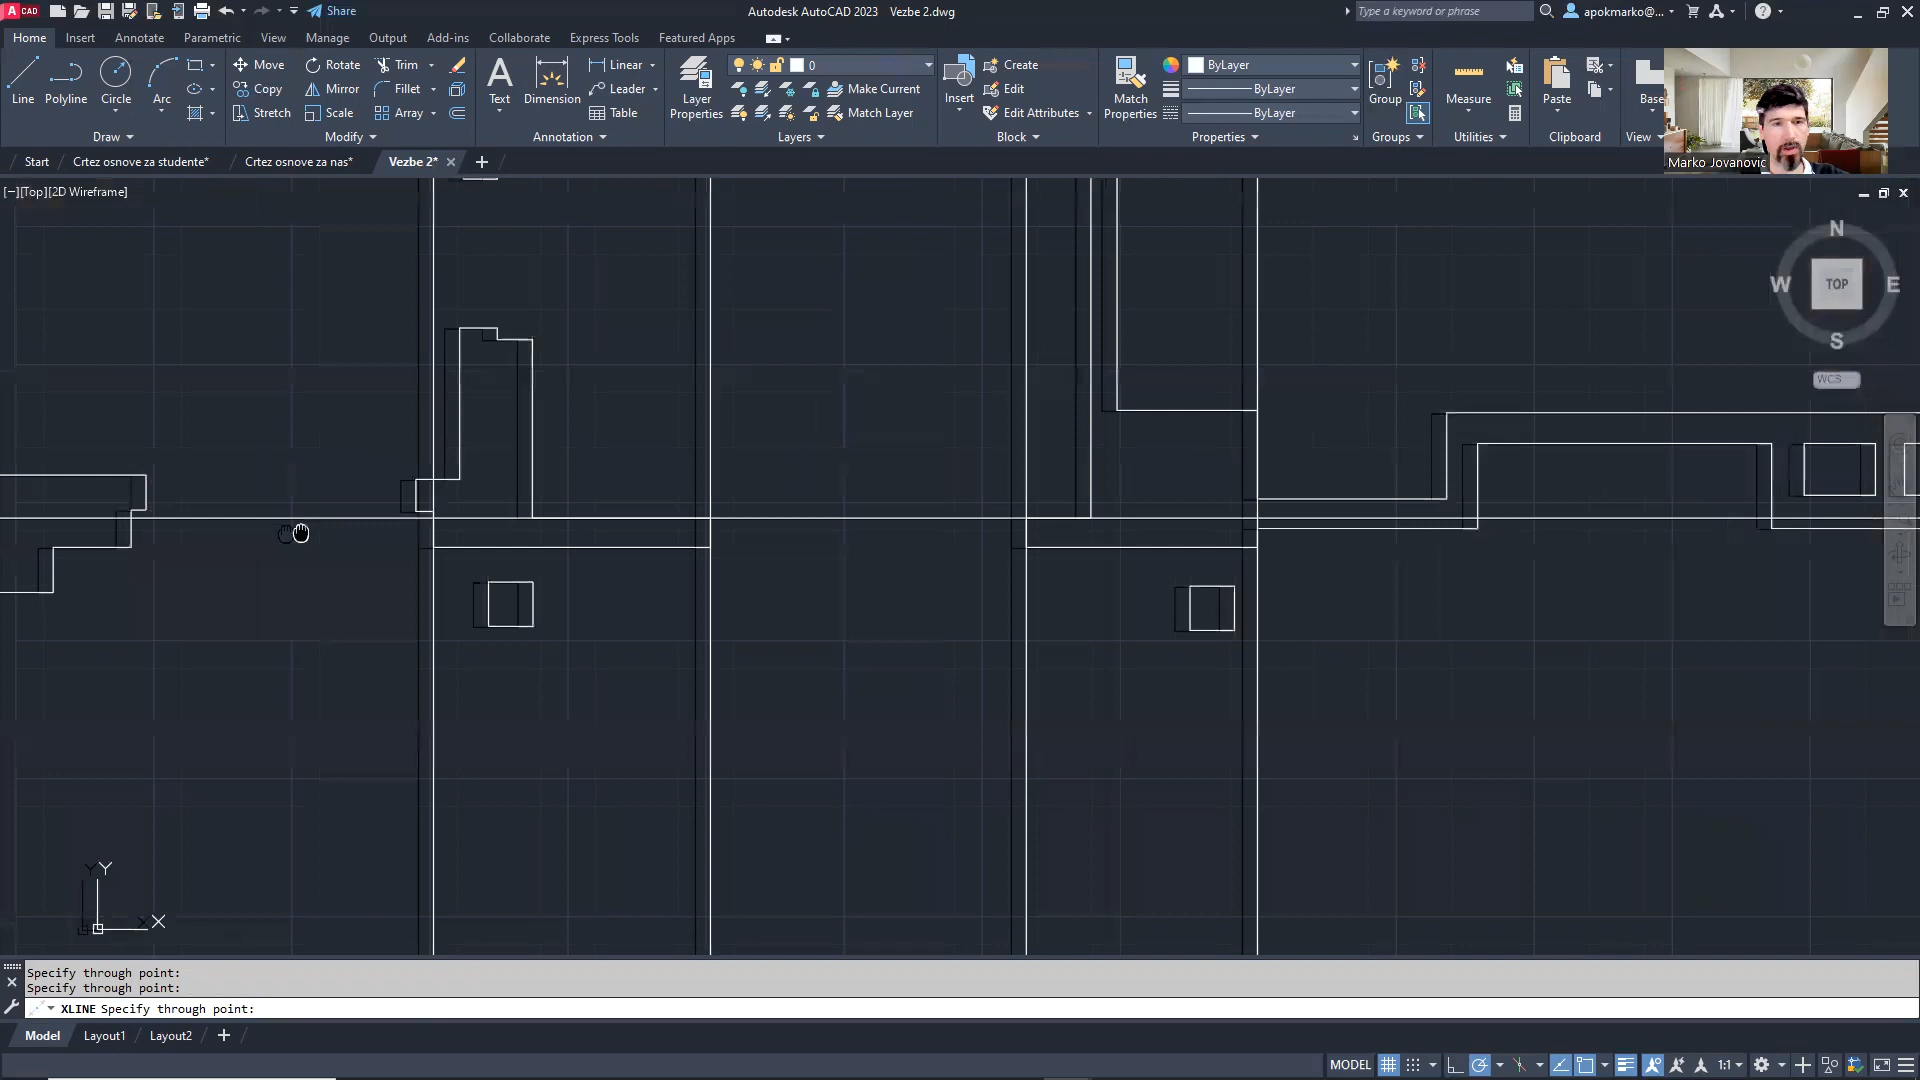 CAD
Share
Autodesk AutoCAD 2023 Vezbe 2.dwg
Type a keyword or phrase
apokmarko@...
Home Insert Annotate Parametric View Manage Output Add-ins Collaborate Express Tools Featured Apps
Line Polyline Circle Arc
Move Rotate Trim
Copy Mirror Fillet
Stretch Scale Array
Text Dimension
Linear
Leader
Table
Layer Properties
0
Make Current
Match Layer
Insert
Create
Edit
Edit Attributes
Match Properties
ByLayer
ByLayer
ByLayer
Group
Measure
Paste
Base
Draw Modify Annotation Layers Block Properties Groups Utilities Clipboard View
Marko Jovanovic
Start Crtez osnove za studente* Crtez osnove za nas* Vezbe 2*
[−][Top][2D Wireframe]
N
W TOP E
S
WCS
Y Y
X X
Specify through point:
Specify through point:
XLINE Specify through point:
Model Layout1 Layout2
MODEL 1:1